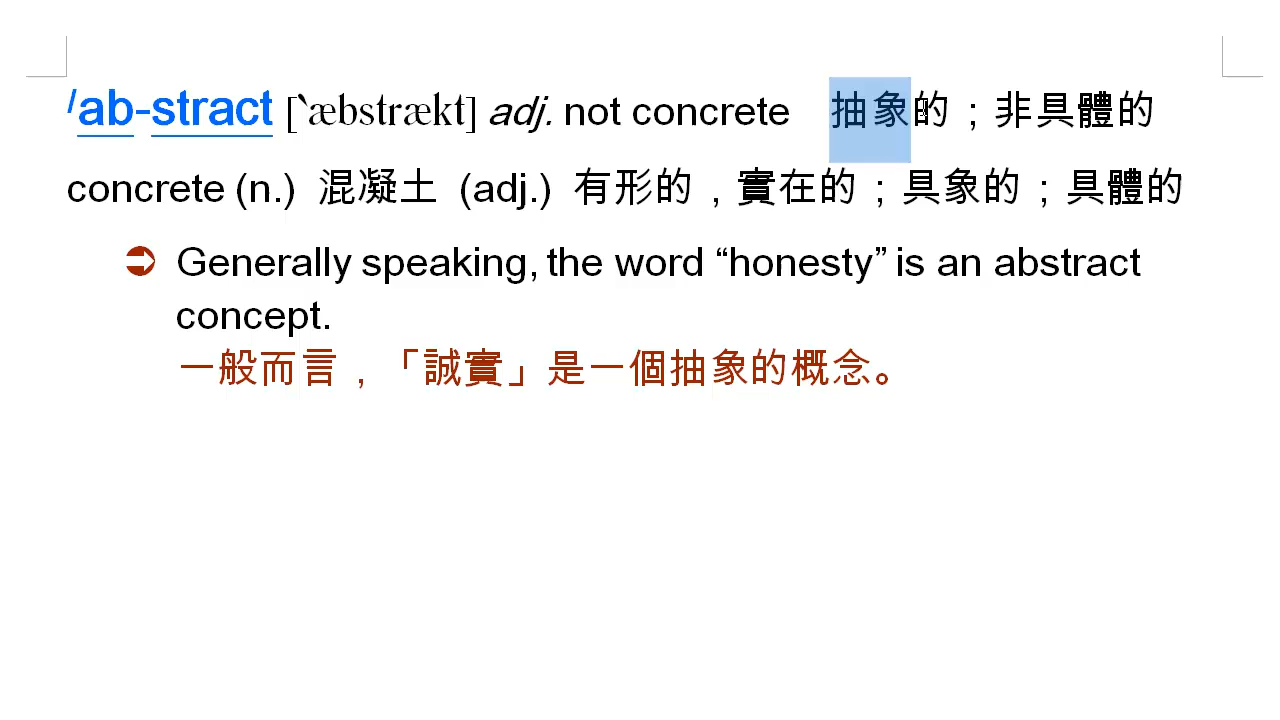 /ab-stract [ˋæbstrækt] adj. not concrete 抽象的；非具體的
concrete (n.) 混凝土 (adj.) 有形的，實在的；具象的；具體的
➲ Generally speaking, the word “honesty” is an abstract
concept.
一般而言，「誠實」是一個抽象的概念。